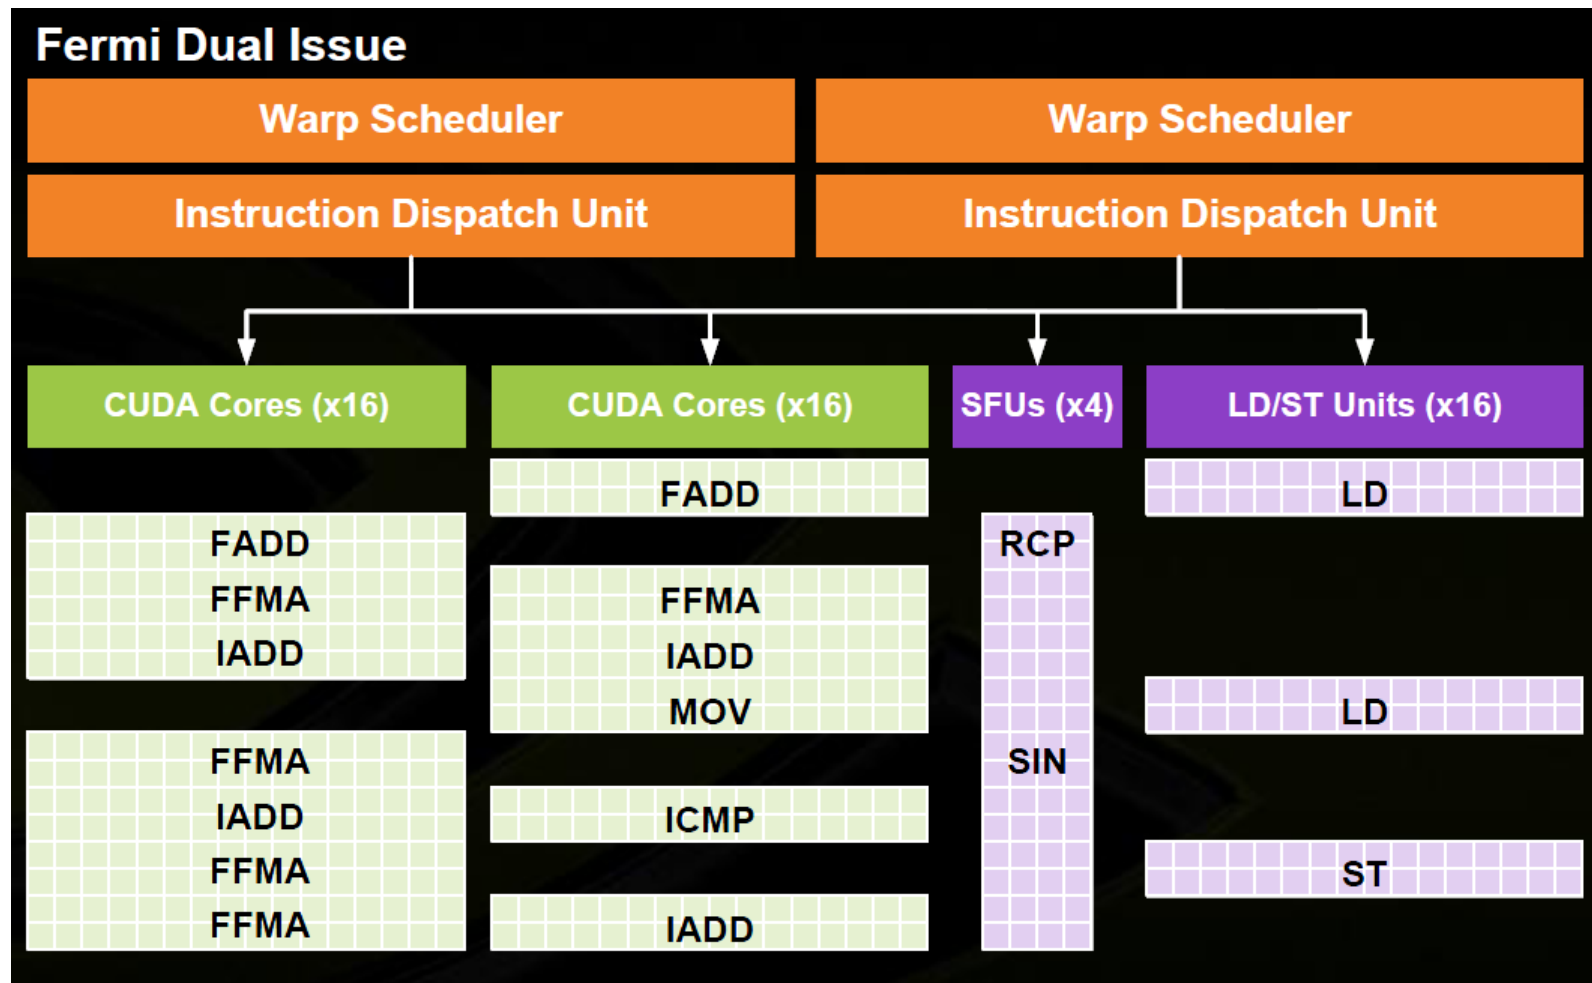 Fermi Dual Issue
Warp Scheduler
Warp Scheduler
Instruction Dispatch Unit
Instruction Dispatch Unit
CUDA Cores (x16)
CUDA Cores (x16)
SFUs (x4)
LD/ST Units (x16)
FADD
LD
FADD
RCP
FFMA
FFMA
IADD
IADD
MOV
LD
FFMA
SIN
IADD
ICMP
FFMA
ST
FFMA
IADD